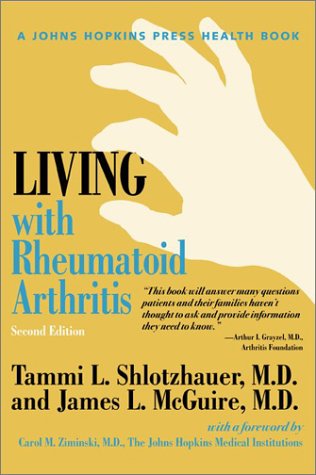 A JOHNS HOPKINS PRESS HEALTH BOOK
LIVING
with
Rheumatoid
Arthritis
Second Edition
"This book will answer many questions
patients and their families haven't
thought to ask and provide information
they need to know."
—Arthur I. Grayzel, M.D.,
Arthritis Foundation
Tammi L. Shlotzhauer, M.D.
and James L. McGuire, M.D.
with a foreword by
Carol M. Ziminski, M.D., The Johns Hopkins Medical Institutions